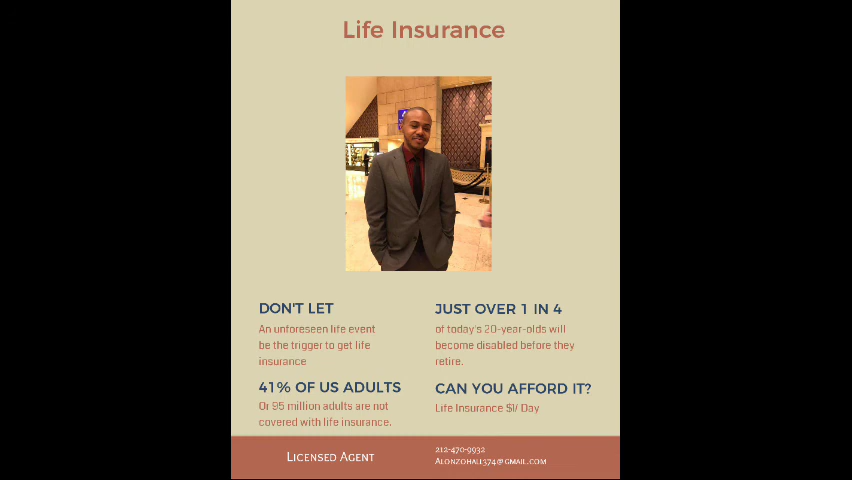 Life Insurance
DON'T LET
An unforeseen life event
be the trigger to get life
insurance
JUST OVER 1 IN 4
of today's 20-year-olds will
become disabled before they
retire.
41% OF US ADULTS
Or 95 million adults are not
covered with life insurance.
CAN YOU AFFORD IT?
Life Insurance $1/ Day
Licensed Agent
212-470-9932
Alonzohall374@gmail.com